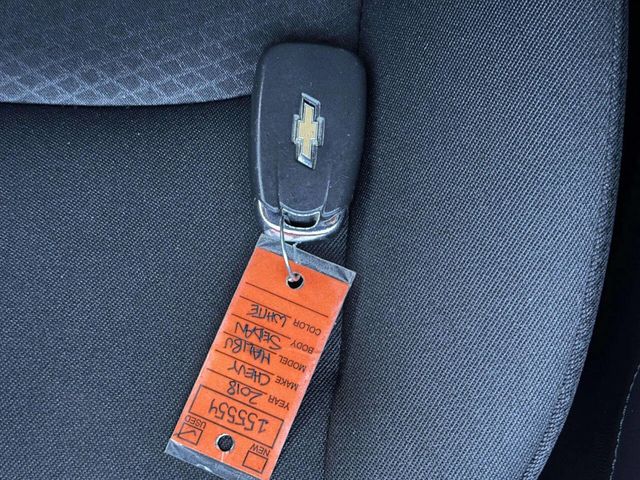 NEW
USED
155554
YEAR 2018
MAKE CHEVY
MODEL MALIBU
BODY SEDAN
COLOR WHITE